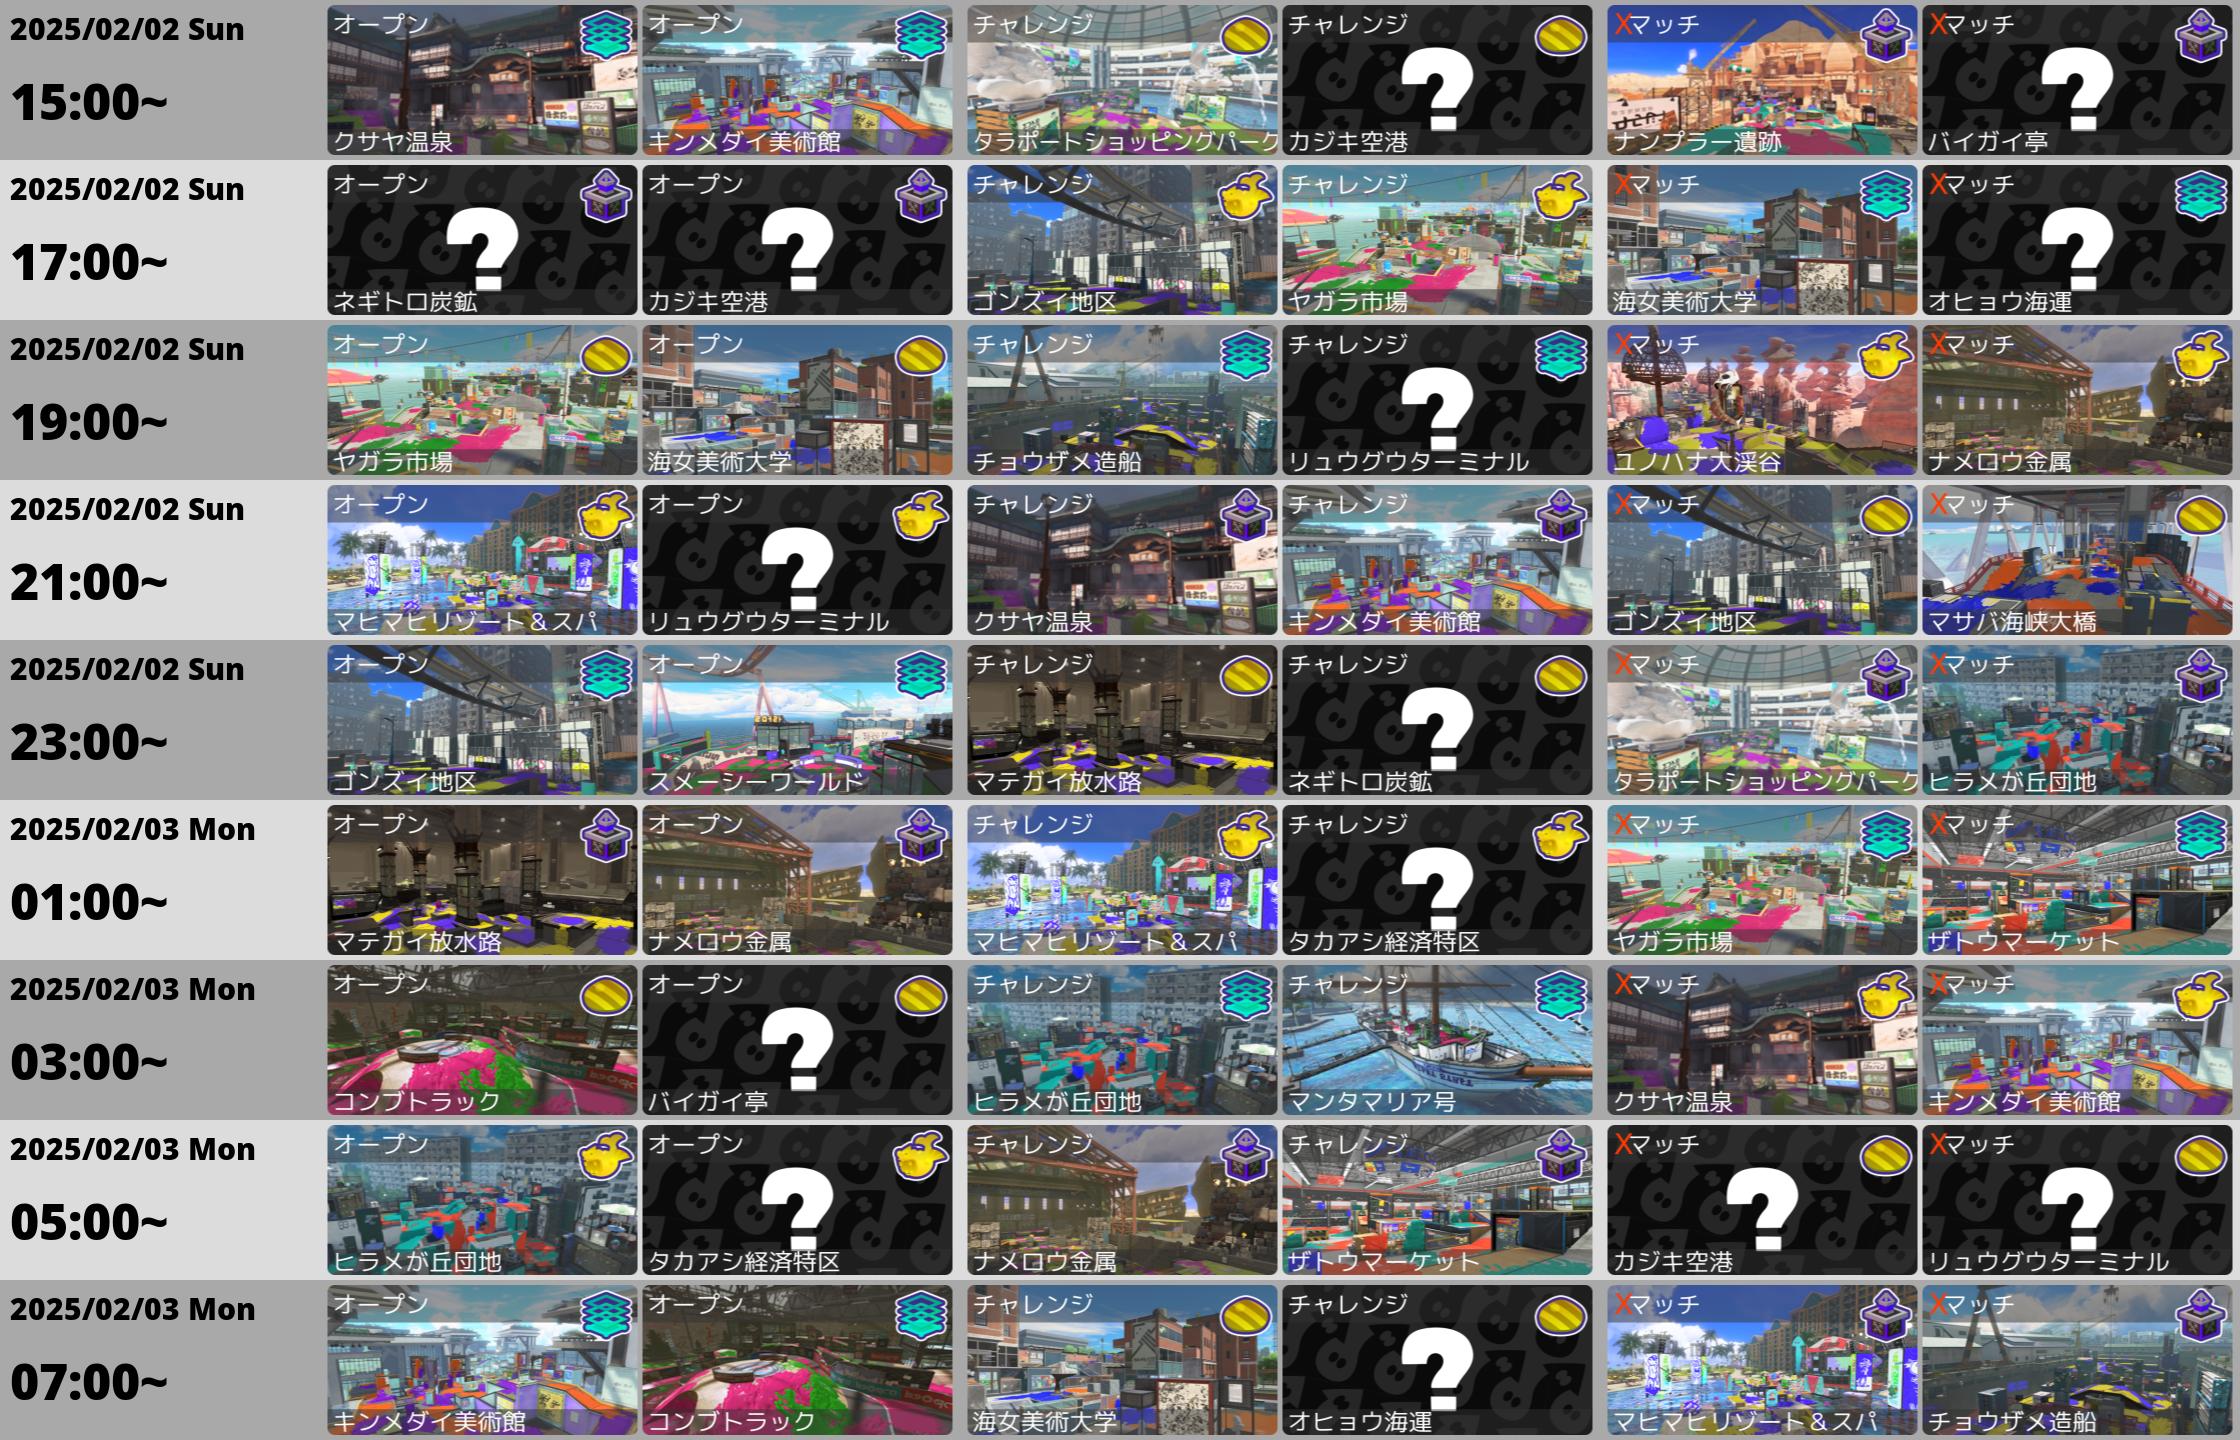 2025/02/02 Sun
15:00~
オープン
クサヤ温泉
オープン
キンメダイ美術館
チャレンジ
タラポートショッピングパーク
チャレンジ
カジキ空港
Xマッチ
ナンプラー遺跡
Xマッチ
バイガイ亭
2025/02/02 Sun
17:00~
オープン
ネギトロ炭鉱
オープン
カジキ空港
チャレンジ
ゴンズイ地区
チャレンジ
ヤガラ市場
Xマッチ
海女美術大学
Xマッチ
オヒョウ海運
2025/02/02 Sun
19:00~
オープン
ヤガラ市場
オープン
海女美術大学
チャレンジ
チョウザメ造船
チャレンジ
リュウグウターミナル
Xマッチ
ユノハナ大渓谷
Xマッチ
ナメロウ金属
2025/02/02 Sun
21:00~
オープン
マヒマヒリゾート&スパ
オープン
リュウグウターミナル
チャレンジ
クサヤ温泉
チャレンジ
キンメダイ美術館
Xマッチ
ゴンズイ地区
Xマッチ
マサバ海峡大橋
2025/02/02 Sun
23:00~
オープン
ゴンズイ地区
オープン
スメーシーワールド
チャレンジ
マテガイ放水路
チャレンジ
ネギトロ炭鉱
Xマッチ
タラポートショッピングパーク
Xマッチ
ヒラメが丘団地
2025/02/03 Mon
01:00~
オープン
マテガイ放水路
オープン
ナメロウ金属
チャレンジ
マヒマヒリゾート&スパ
チャレンジ
タカアシ経済特区
Xマッチ
ヤガラ市場
Xマッチ
ザトウマーケット
2025/02/03 Mon
03:00~
オープン
コンブトラック
オープン
バイガイ亭
チャレンジ
ヒラメが丘団地
チャレンジ
マンタマリア号
Xマッチ
クサヤ温泉
Xマッチ
キンメダイ美術館
2025/02/03 Mon
05:00~
オープン
ヒラメが丘団地
オープン
タカアシ経済特区
チャレンジ
ナメロウ金属
チャレンジ
ザトウマーケット
Xマッチ
カジキ空港
Xマッチ
リュウグウターミナル
2025/02/03 Mon
07:00~
オープン
キンメダイ美術館
オープン
コンブトラック
チャレンジ
海女美術大学
チャレンジ
オヒョウ海運
Xマッチ
マヒマヒリゾート&スパ
Xマッチ
チョウザメ造船